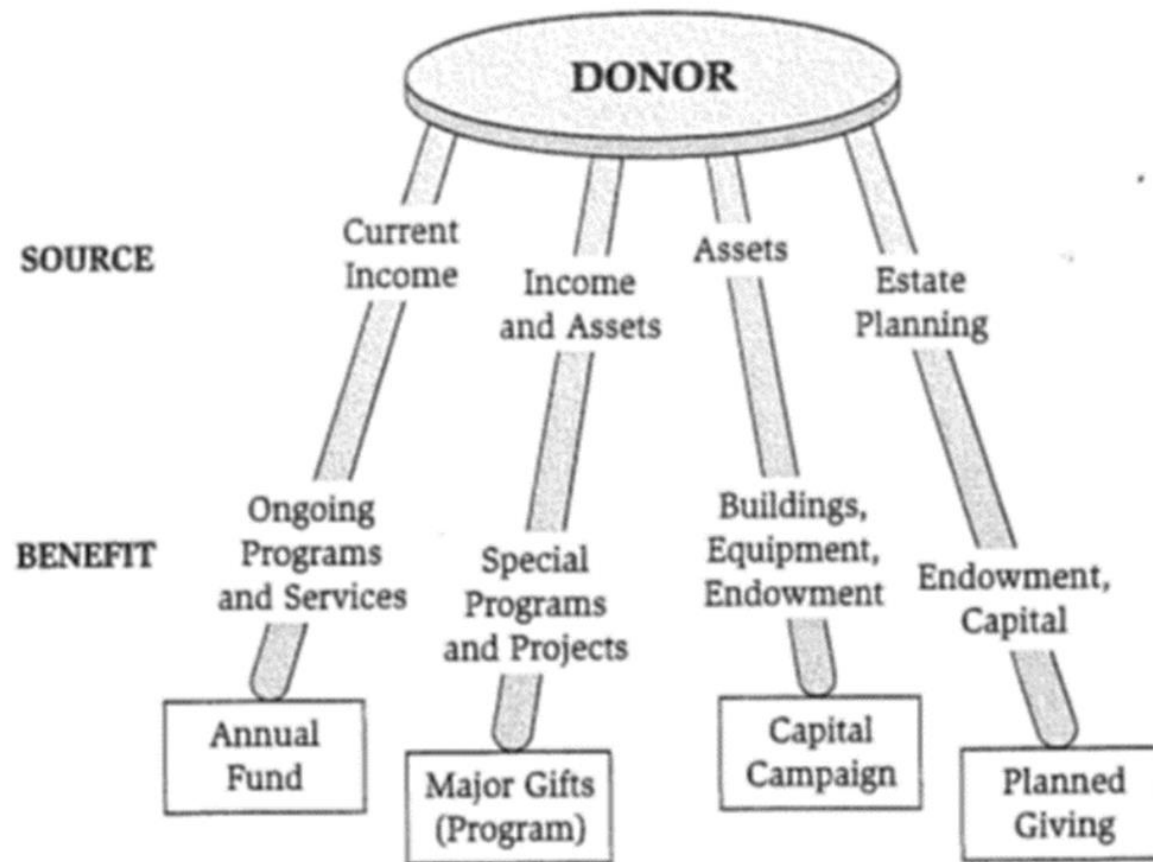 DONOR
SOURCE
Current
Income
Income
and Assets
Assets
Estate
Planning
BENEFIT
Ongoing
Programs
and Services
Special
Programs
and Projects
Buildings,
Equipment,
Endowment
Endowment,
Capital
Annual
Fund
Major Gifts
(Program)
Capital
Campaign
Planned
Giving